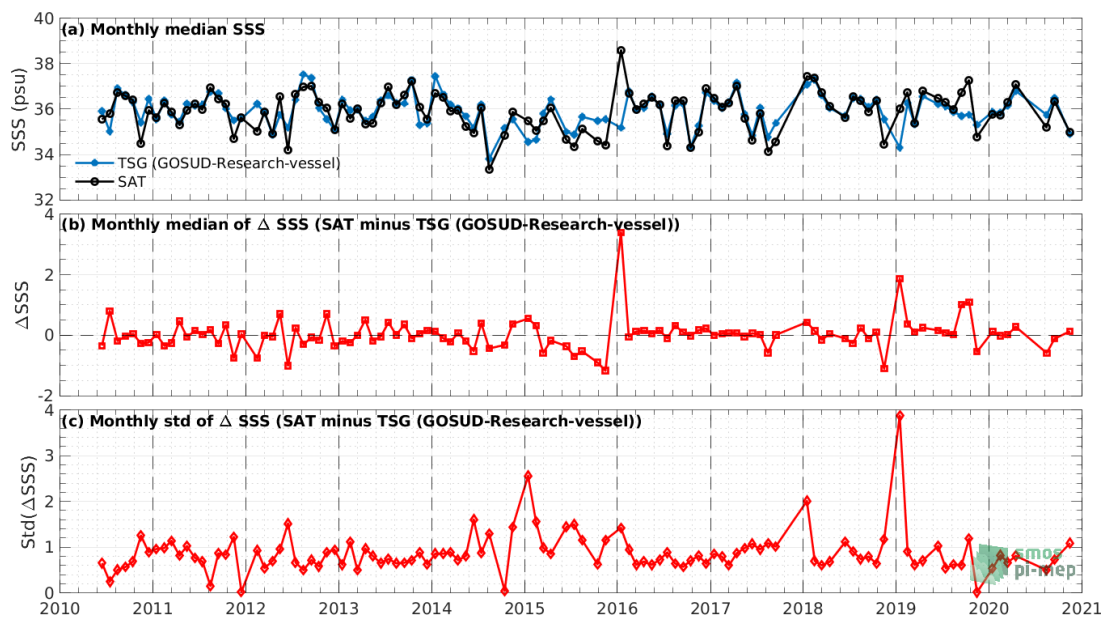 (a) Monthly median SSS
40
38
36
34
32
SSS (psu)
TSG (GOSUD-Research-vessel)
SAT
(b) Monthly median of Δ SSS (SAT minus TSG (GOSUD-Research-vessel))
4
2
0
-2
ΔSSS
(c) Monthly std of Δ SSS (SAT minus TSG (GOSUD-Research-vessel))
4
3
2
1
0
Std(ΔSSS)
smos
pi-mep
2010 2011 2012 2013 2014 2015 2016 2017 2018 2019 2020 2021